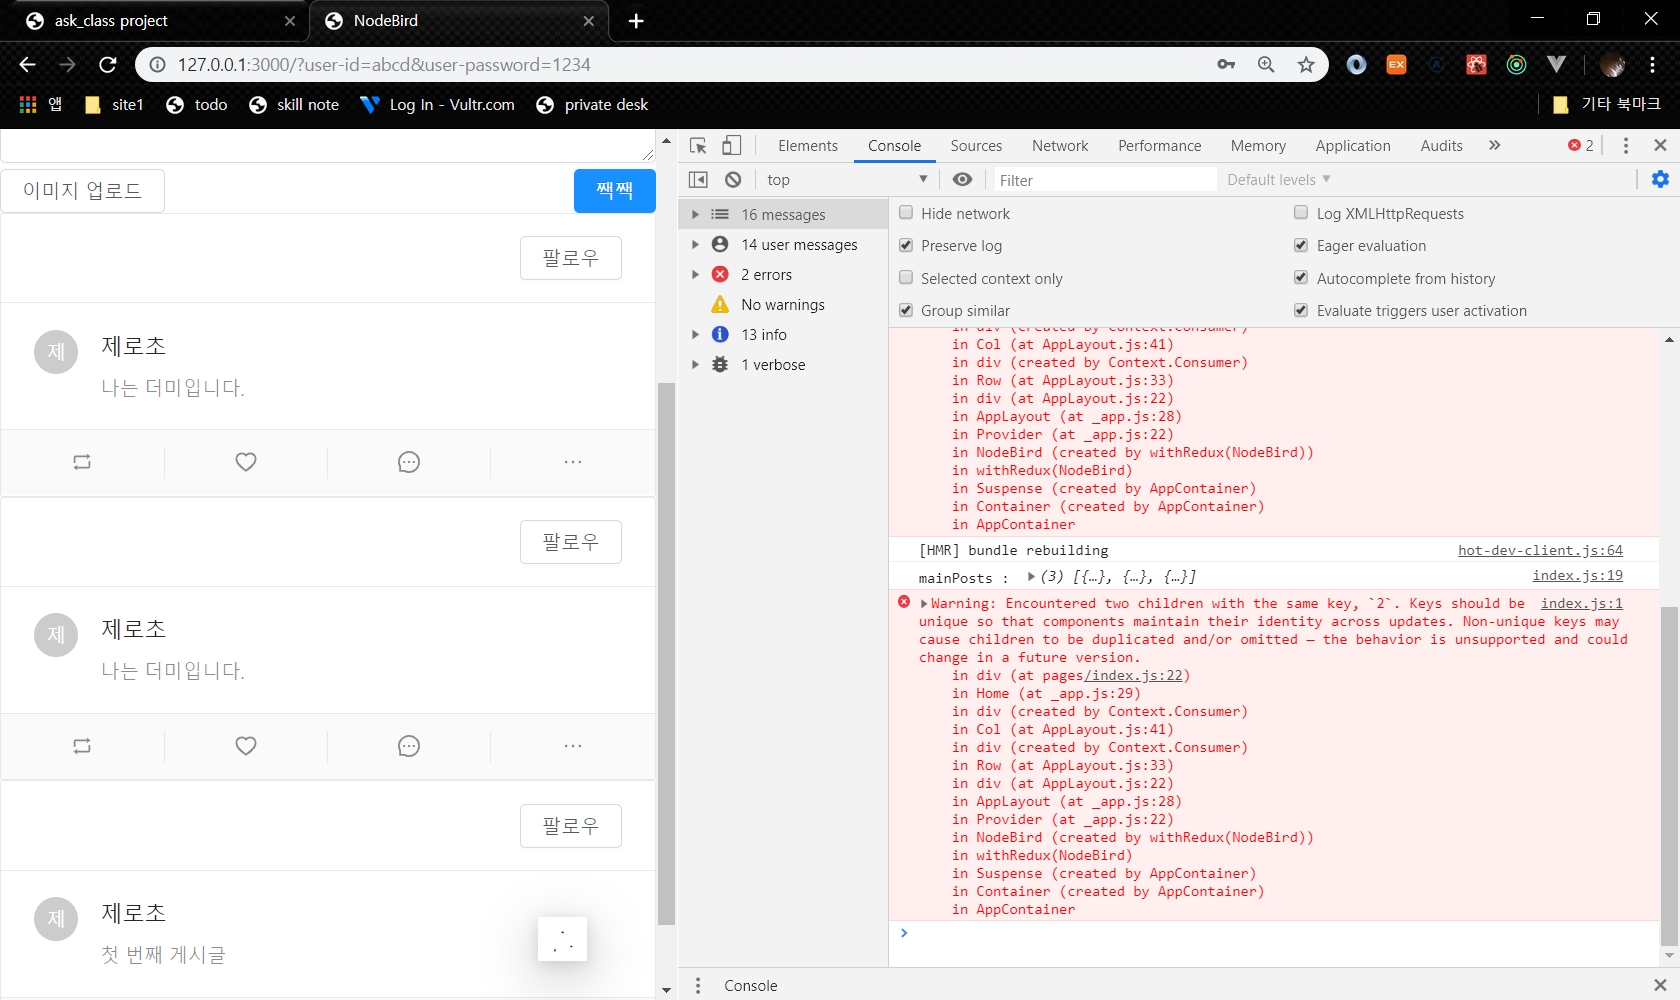 ask_class project
NodeBird
127.0.0.1:3000/?user-id=abcd&user-password=1234
앱
site1
todo
skill note
Log In - Vultr.com
private desk
기타 북마크
이미지 업로드
짹짹
팔로우
제
제로초
나는 더미입니다.
팔로우
제
제로초
나는 더미입니다.
팔로우
제
제로초
첫 번째 게시글
Elements Console Sources Network Performance Memory Application Audits 2
top Filter Default levels
16 messages
14 user messages
2 errors
No warnings
13 info
1 verbose
Hide network Log XMLHttpRequests
Preserve log Eager evaluation
Selected context only Autocomplete from history
Group similar Evaluate triggers user activation
in div (created by Context.Consumer)
in Col (at AppLayout.js:41)
in div (created by Context.Consumer)
in Row (at AppLayout.js:33)
in div (at AppLayout.js:22)
in AppLayout (at _app.js:28)
in Provider (at _app.js:22)
in NodeBird (created by withRedux(NodeBird))
in withRedux(NodeBird)
in Suspense (created by AppContainer)
in Container (created by AppContainer)
in AppContainer
[HMR] bundle rebuilding hot-dev-client.js:64
mainPosts : (3) [{…}, {…}, {…}] index.js:19
Warning: Encountered two children with the same key, `2`. Keys should be index.js:1
unique so that components maintain their identity across updates. Non-unique keys may
cause children to be duplicated and/or omitted — the behavior is unsupported and could
change in a future version.
in div (at pages/index.js:22)
in Home (at _app.js:29)
in div (created by Context.Consumer)
in Col (at AppLayout.js:41)
in div (created by Context.Consumer)
in Row (at AppLayout.js:33)
in div (at AppLayout.js:22)
in AppLayout (at _app.js:28)
in Provider (at _app.js:22)
in NodeBird (created by withRedux(NodeBird))
in withRedux(NodeBird)
in Suspense (created by AppContainer)
in Container (created by AppContainer)
in AppContainer
Console